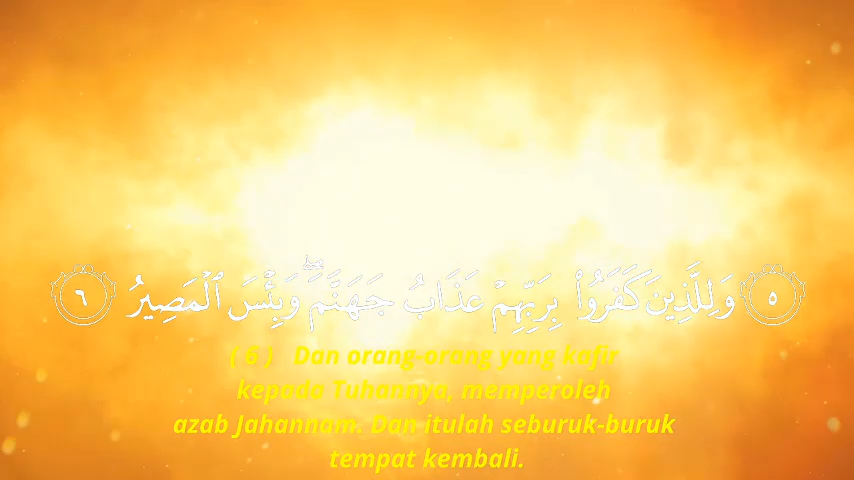 ٥ وَلِلَّذِينَ كَفَرُوا۟ بِرَبِّهِمْ عَذَابُ جَهَنَّمَ ۖ وَبِئْسَ ٱلْمَصِيرُ ٦
( 6 ) Dan orang-orang yang kafir
kepada Tuhannya, memperoleh
azab Jahannam. Dan itulah seburuk-buruk
tempat kembali.